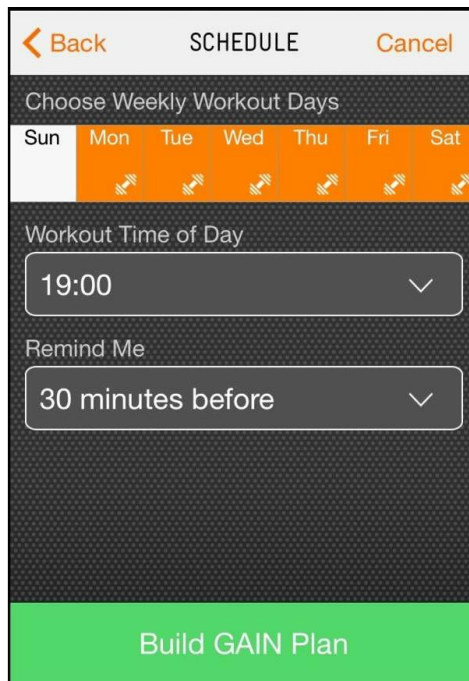 Back SCHEDULE Cancel
Choose Weekly Workout Days
Sun Mon Tue Wed Thu Fri Sat
Workout Time of Day
19:00
Remind Me
30 minutes before
Build GAIN Plan